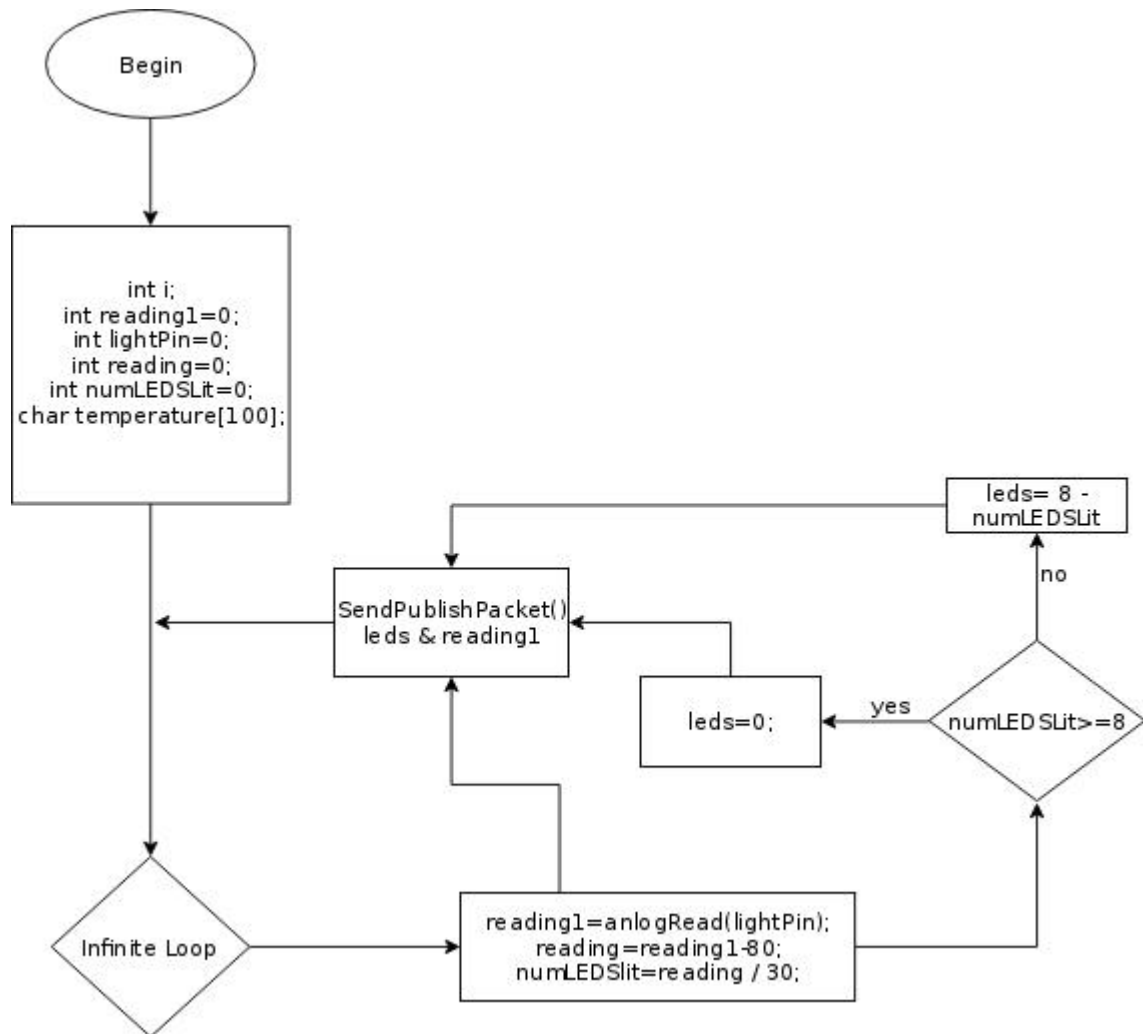 Begin
int i;
int reading1=0;
int lightPin=0;
int reading=0;
int numLEDSLit=0;
char temperature[100];
leds= 8 -
numLEDSLit
no
SendPublishPacket()
leds & reading1
yes
leds=0;
numLEDSLit>=8
Infinite Loop
reading1=anlogRead(lightPin);
reading=reading1-80;
numLEDSlit=reading / 30;